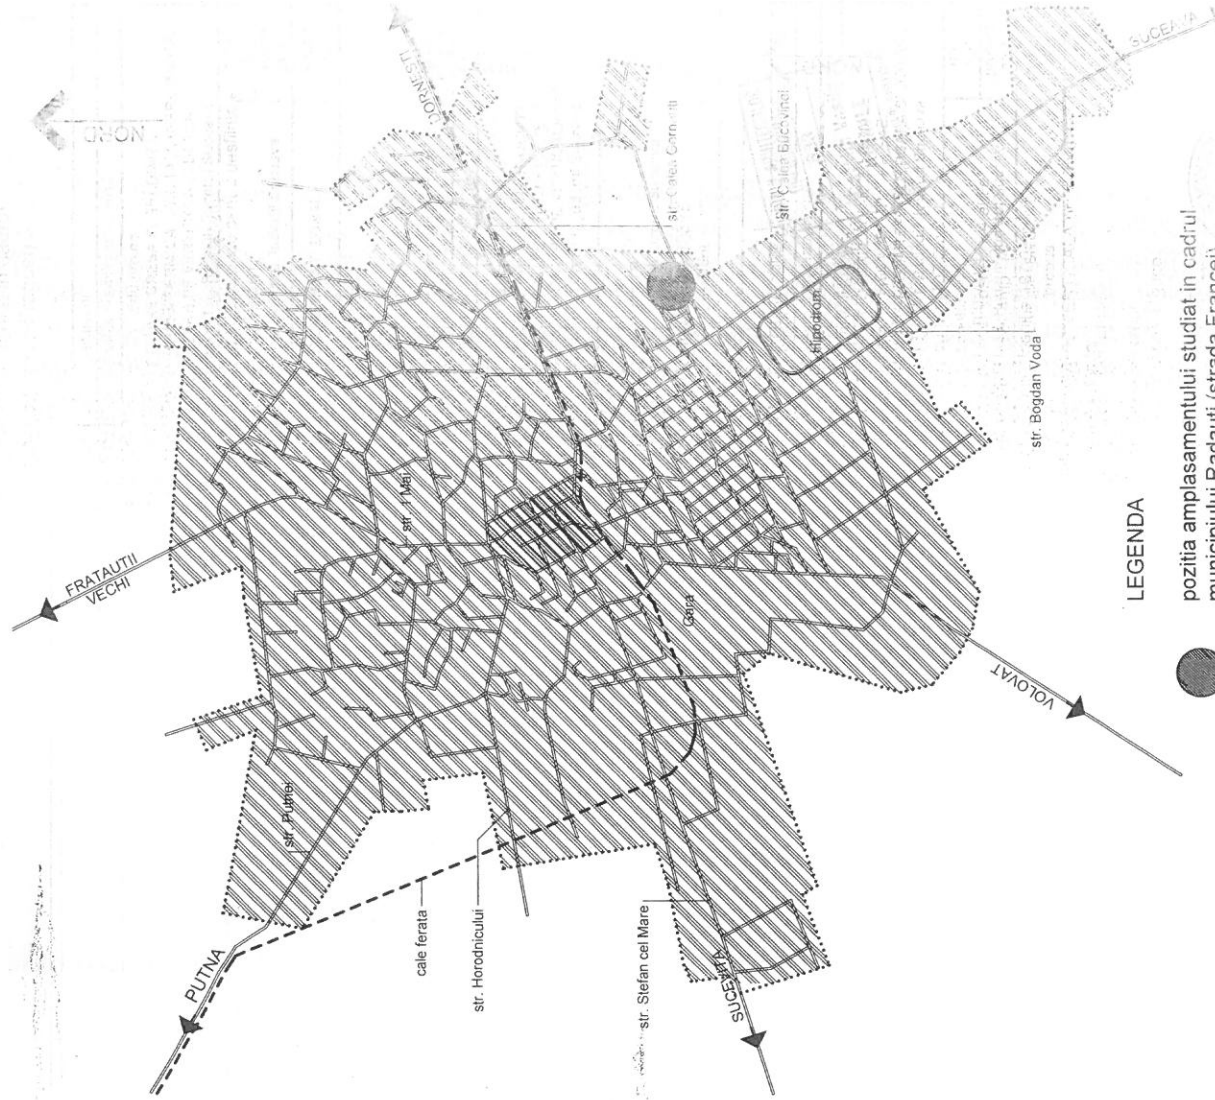 NORD
DORNESTI
SUCEAVA
FRATAUTII
VECHI
str. Calea Cernauti
str. Calea Bucovinei
Hipodrom
str. 1 Mai
str. Bogdan Voda
Gara
VOLOVAT
str. Putnei
PUTNA
cale ferata
str. Horodnicului
str. Stefan cel Mare
SUCEVITA
LEGENDA
pozitia amplasamentului studiat in cadrul
municipiului Radauti (strada Francei)